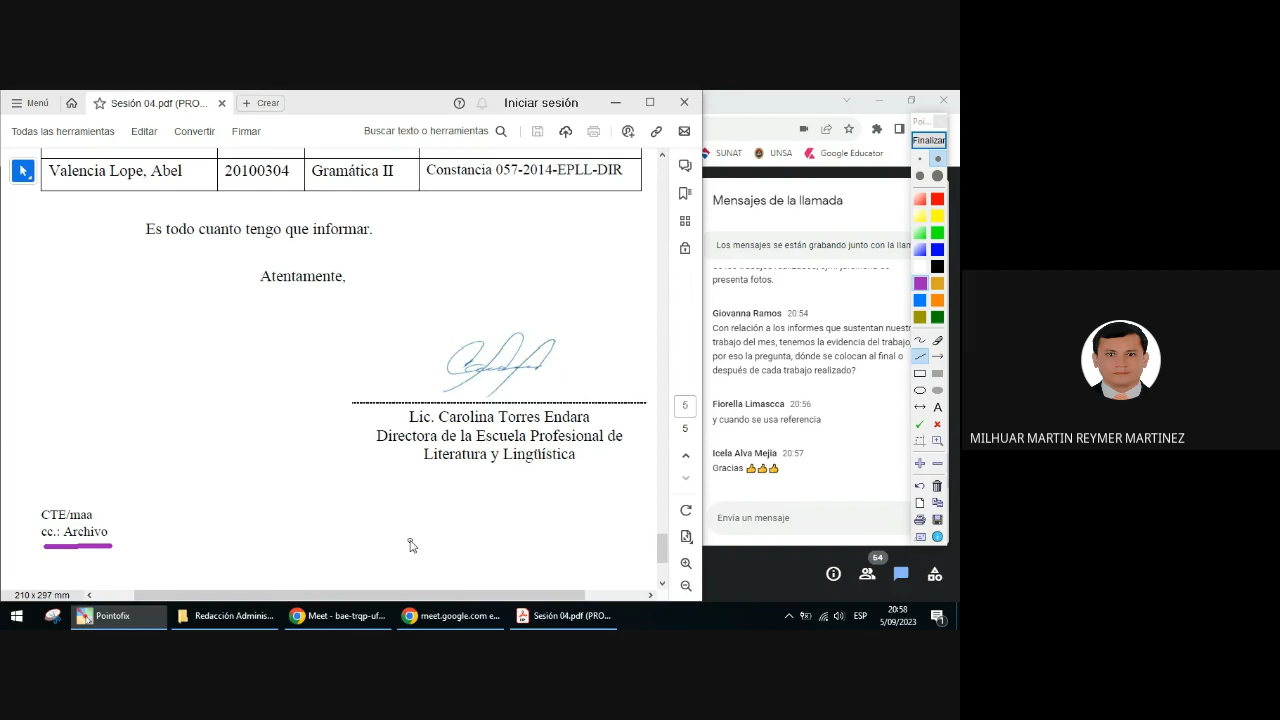 Menú
Sesión 04.pdf (PRO...
Crear
Iniciar sesión
Todas las herramientas
Editar
Convertir
Firmar
Buscar texto o herramientas
Valencia Lope, Abel
20100304
Gramática II
Constancia 057-2014-EPLL-DIR
Es todo cuanto tengo que informar.
Atentamente,
Lic. Carolina Torres Endara
Directora de la Escuela Profesional de
Literatura y Lingüística
CTE/maa
cc.: Archivo
5
5
210 x 297 mm
SUNAT
UNSA
Google Educator
Mensajes de la llamada
Los mensajes se están grabando junto con la llam
presenta fotos.
Giovanna Ramos 20:54
Con relación a los informes que sustentan nuestr
trabajo del mes, tenemos la evidencia del trabajo,
por eso la pregunta, dónde se colocan al final o
después de cada trabajo realizado?
Fiorella Limascca 20:56
y cuando se usa referencia
Icela Alva Mejia 20:57
Gracias 👍👍👍
Envía un mensaje
54
Poi...
Finalizar
A
MILHUAR MARTIN REYMER MARTINEZ
Pointofix
Redacción Adminis...
Meet - bae-trqp-uf...
meet.google.com e...
Sesión 04.pdf (PRO...
ESP
20:58
5/09/2023
1